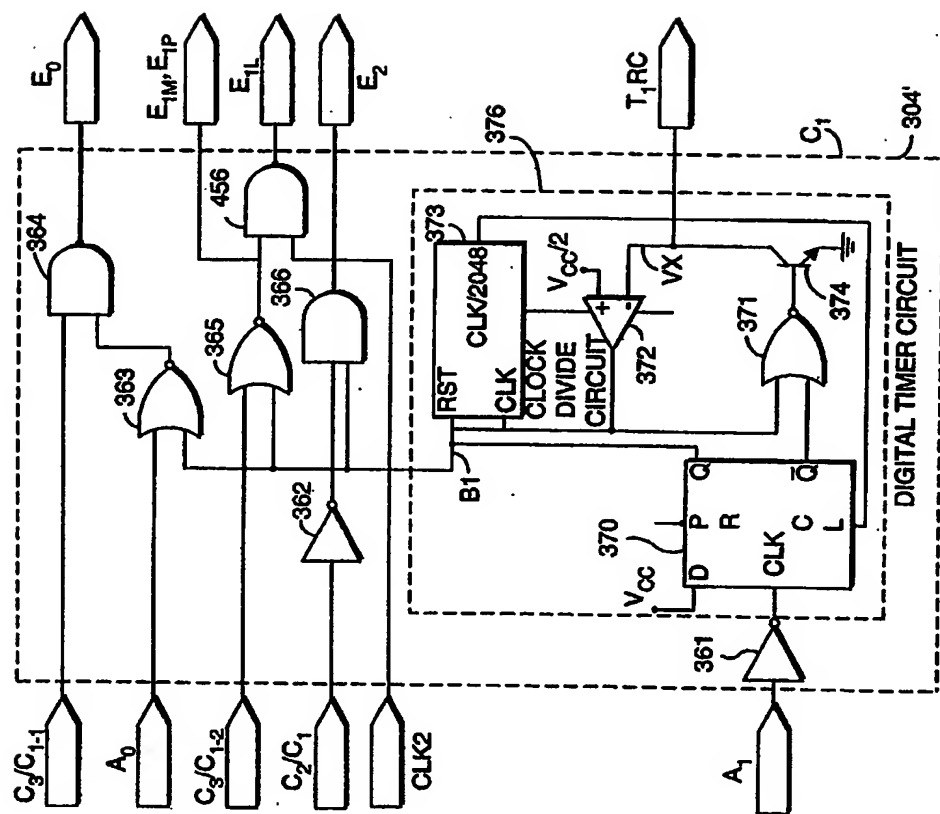 E₀
E₁M, E₁P
E₁L
E₂
T₁RC
364
456
366
376
C₁
304'
363
365
373
V_CC/2
VX
RST
CLK/2048
CLK
CLOCK
DIVIDE
CIRCUIT
372
371
374
362
B1
370
V_CC
D
P
R
Q
Q̅
CLK
C
L
361
DIGITAL TIMER CIRCUIT
+
-
C₃/C₁₋₁
A₀
C₃/C₁₋₂
C₂/C₁
CLK2
A₁